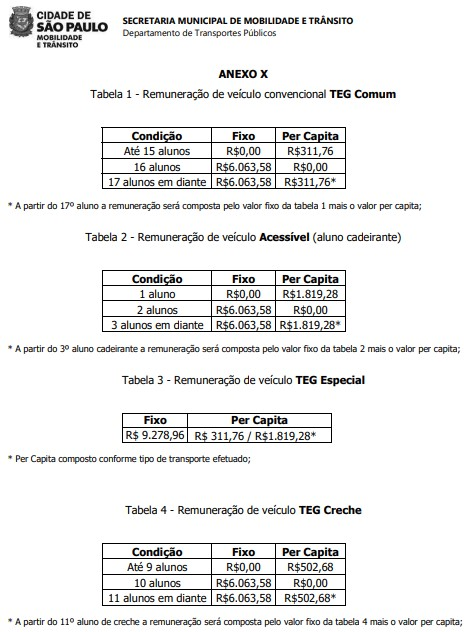 CIDADE DE
SÃO PAULO
MOBILIDADE
E TRÂNSITO
SECRETARIA MUNICIPAL DE MOBILIDADE E TRÂNSITO
Departamento de Transportes Públicos
ANEXO X
Tabela 1 - Remuneração de veículo convencional TEG Comum
Condição Fixo Per Capita
Até 15 alunos R$0,00 R$311,76
16 alunos R$6.063,58 R$0,00
17 alunos em diante R$6.063,58 R$311,76*
* A partir do 17º aluno a remuneração será composta pelo valor fixo da tabela 1 mais o valor per capita;
Tabela 2 - Remuneração de veículo Acessível (aluno cadeirante)
Condição Fixo Per Capita
1 aluno R$0,00 R$1.819,28
2 alunos R$6.063,58 R$0,00
3 alunos em diante R$6.063,58 R$1.819,28*
* A partir do 3º aluno cadeirante a remuneração será composta pelo valor fixo da tabela 2 mais o valor per capita;
Tabela 3 - Remuneração de veículo TEG Especial
Fixo Per Capita
R$ 9.278,96 R$ 311,76 / R$1.819,28*
* Per Capita composto conforme tipo de transporte efetuado;
Tabela 4 - Remuneração de veículo TEG Creche
Condição Fixo Per Capita
Até 9 alunos R$0,00 R$502,68
10 alunos R$6.063,58 R$0,00
11 alunos em diante R$6.063,58 R$502,68*
* A partir do 11º aluno de creche a remuneração será composta pelo valor fixo da tabela 4 mais o valor per capita;